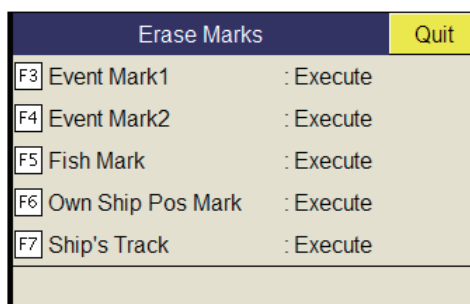 Erase Marks Quit
F3 Event Mark1 : Execute
F4 Event Mark2 : Execute
F5 Fish Mark : Execute
F6 Own Ship Pos Mark : Execute
F7 Ship's Track : Execute